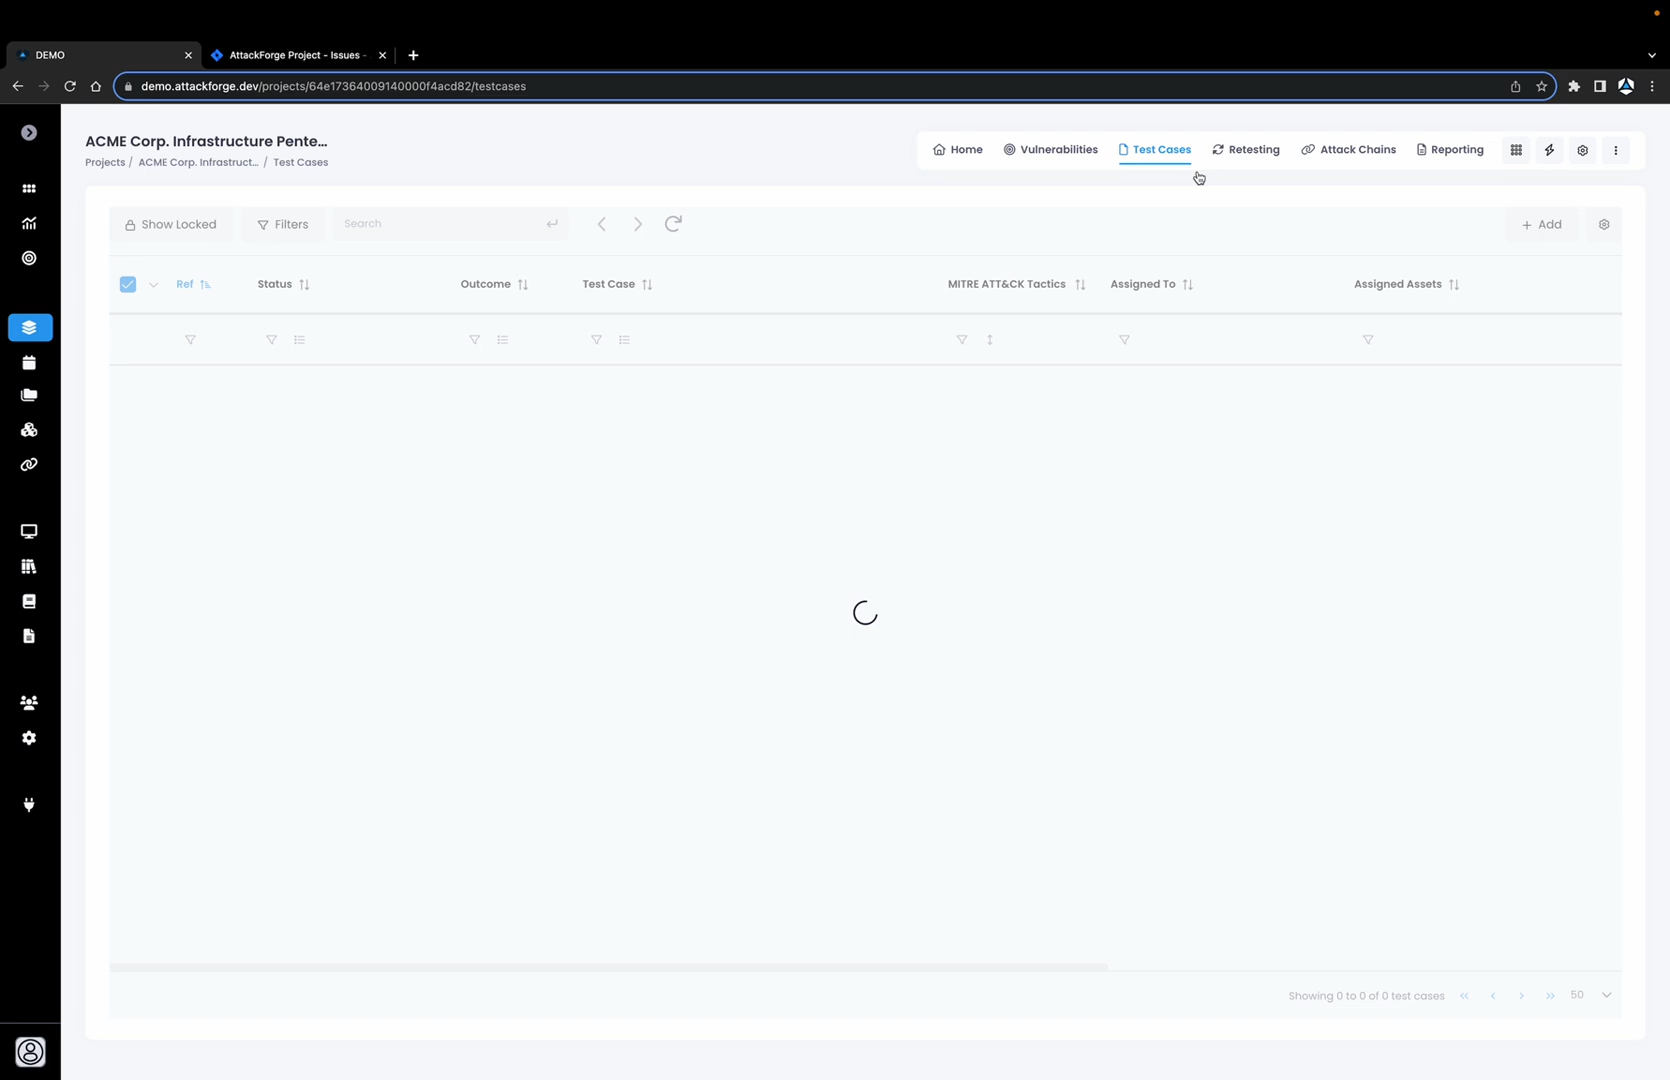 DEMO
AttackForge Project - Issues -
demo.attackforge.dev/projects/64e17364009140000f4acd82/testcases
ACME Corp. Infrastructure Pente...
Projects / ACME Corp. Infrastruct... / Test Cases
Home Vulnerabilities Test Cases Retesting Attack Chains Reporting
Show Locked Filters Search + Add
Ref Status Outcome Test Case MITRE ATT&CK Tactics Assigned To Assigned Assets
Showing 0 to 0 of 0 test cases 50